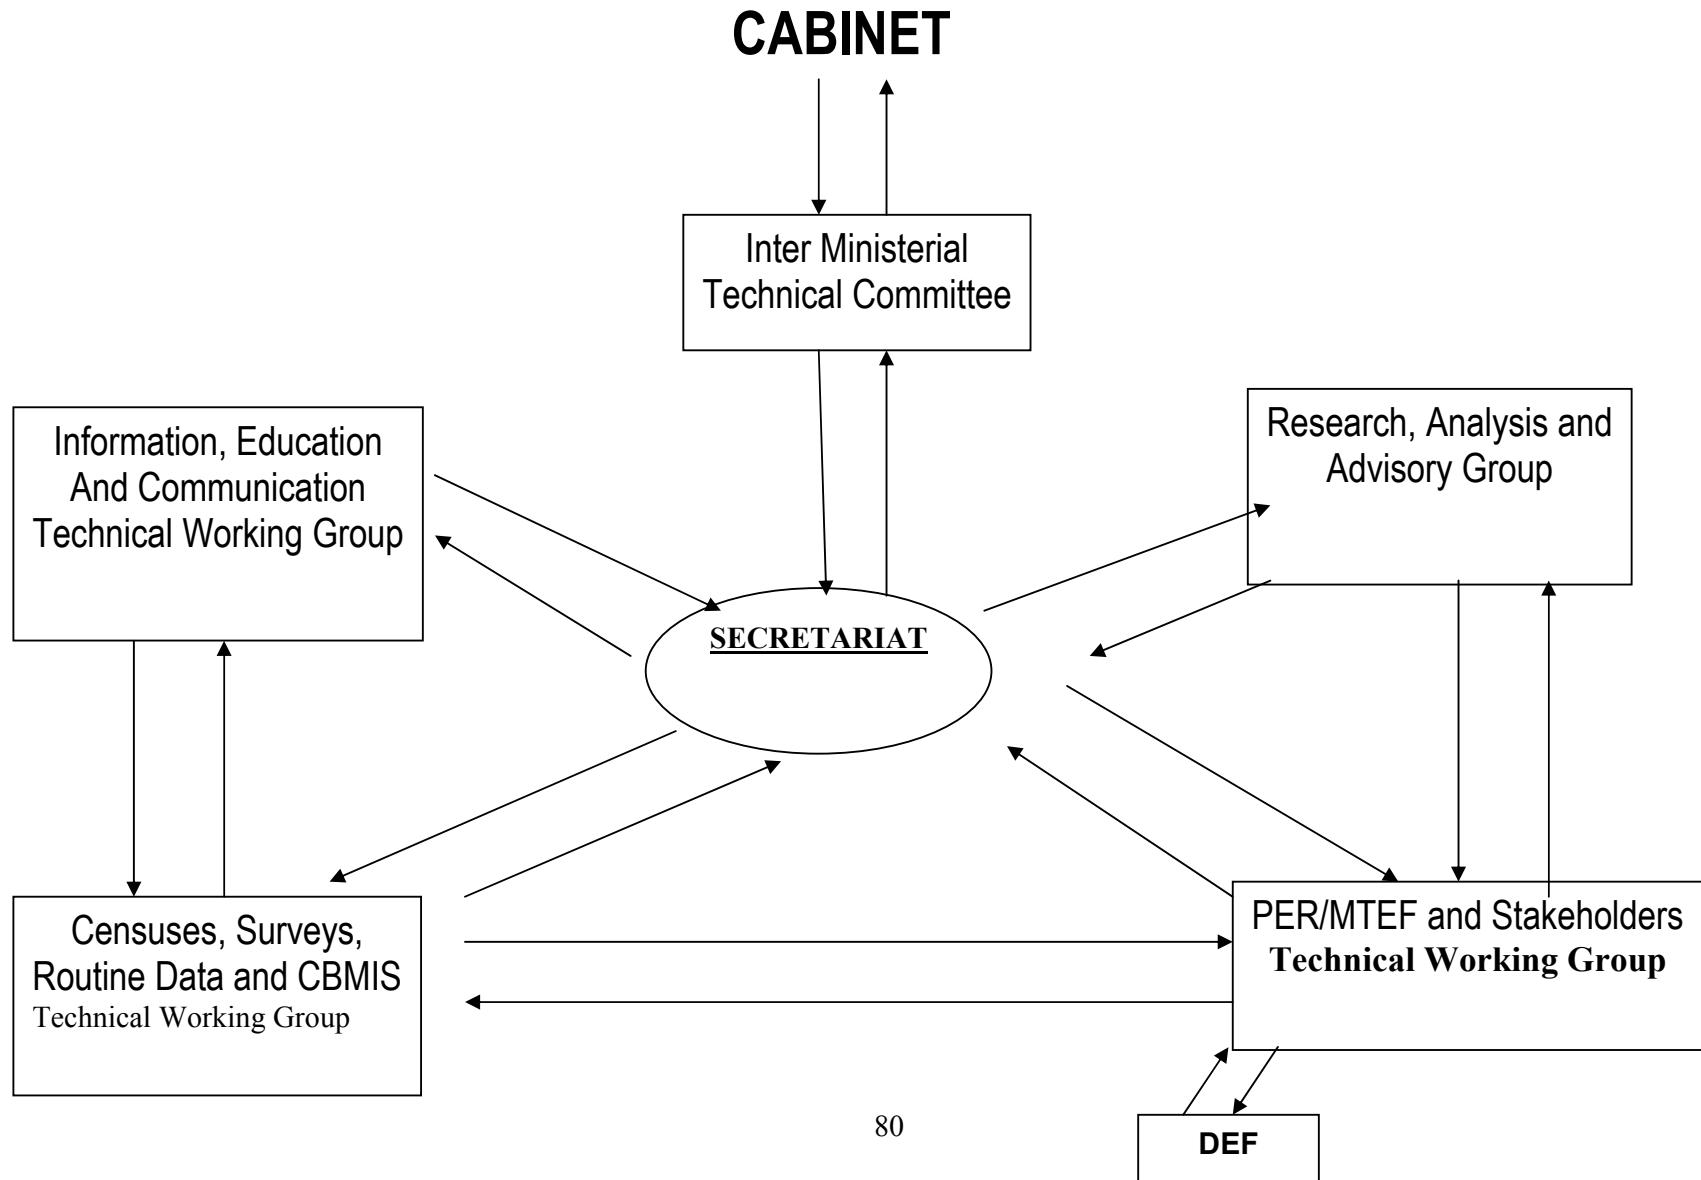 CABINET
Inter Ministerial
Technical Committee
Information, Education
And Communication
Technical Working Group
Research, Analysis and
Advisory Group
SECRETARIAT
Censuses, Surveys,
Routine Data and CBMIS
Technical Working Group
PER/MTEF and Stakeholders
Technical Working Group
80
DEF